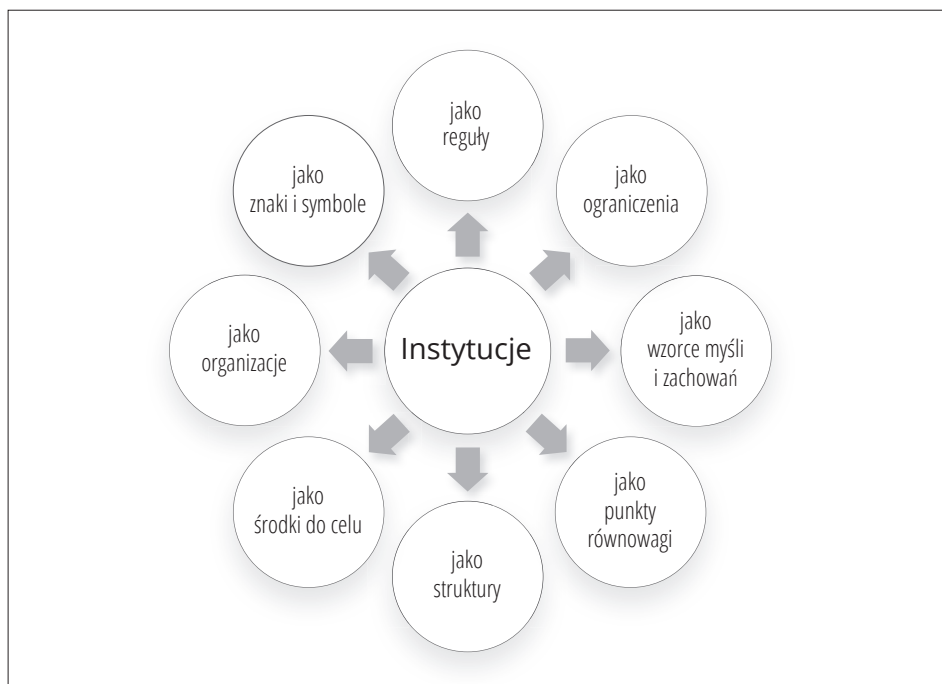 jako
reguły
jako
ograniczenia
jako
wzorce myśli
i zachowań
jako
punkty
równowagi
jako
struktury
jako
środki do celu
jako
organizacje
jako
znaki i symbole
Instytucje